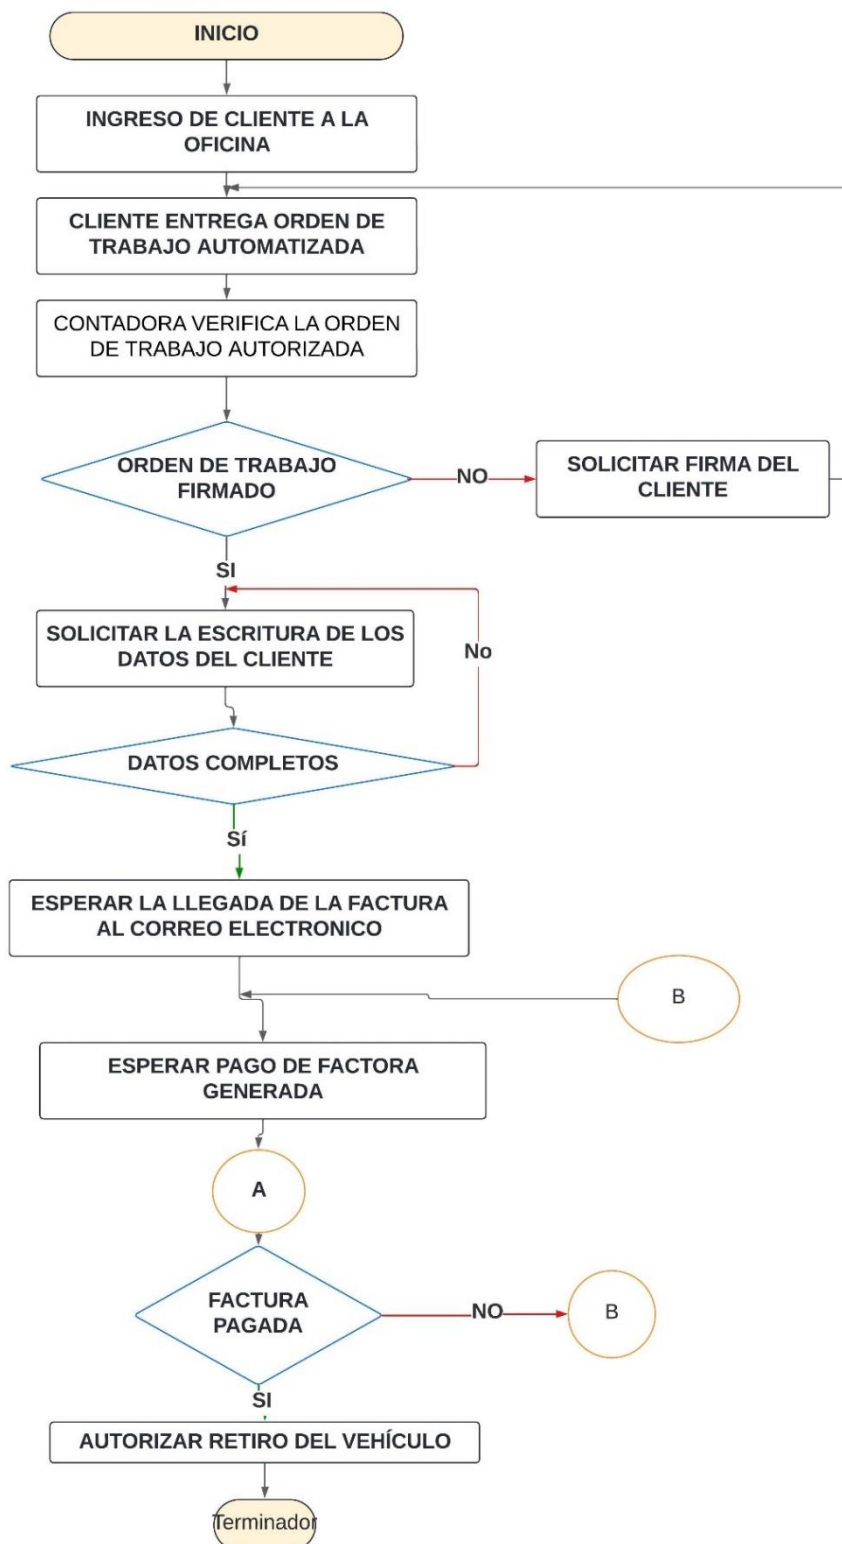 INICIO
INGRESO DE CLIENTE A LA
OFICINA
CLIENTE ENTREGA ORDEN DE
TRABAJO AUTOMATIZADA
CONTADORA VERIFICA LA ORDEN
DE TRABAJO AUTORIZADA
ORDEN DE TRABAJO
FIRMADO
NO
SOLICITAR FIRMA DEL
CLIENTE
SI
SOLICITAR LA ESCRITURA DE LOS
DATOS DEL CLIENTE
No
DATOS COMPLETOS
Sí
ESPERAR LA LLEGADA DE LA FACTURA
AL CORREO ELECTRONICO
B
ESPERAR PAGO DE FACTORA
GENERADA
A
FACTURA
PAGADA
NO
B
SI
AUTORIZAR RETIRO DEL VEHÍCULO
Terminador